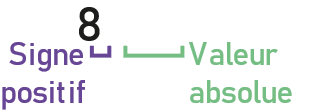 8
Signe Valeur
positif absolue